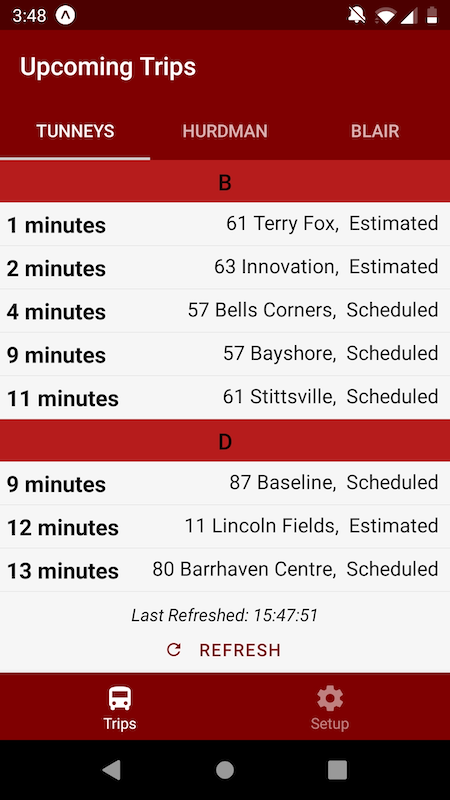 3:48
Upcoming Trips
TUNNEYS HURDMAN BLAIR
B
1 minutes 61 Terry Fox, Estimated
2 minutes 63 Innovation, Estimated
4 minutes 57 Bells Corners, Scheduled
9 minutes 57 Bayshore, Scheduled
11 minutes 61 Stittsville, Scheduled
D
9 minutes 87 Baseline, Scheduled
12 minutes 11 Lincoln Fields, Estimated
13 minutes 80 Barrhaven Centre, Scheduled
Last Refreshed: 15:47:51
REFRESH
Trips Setup